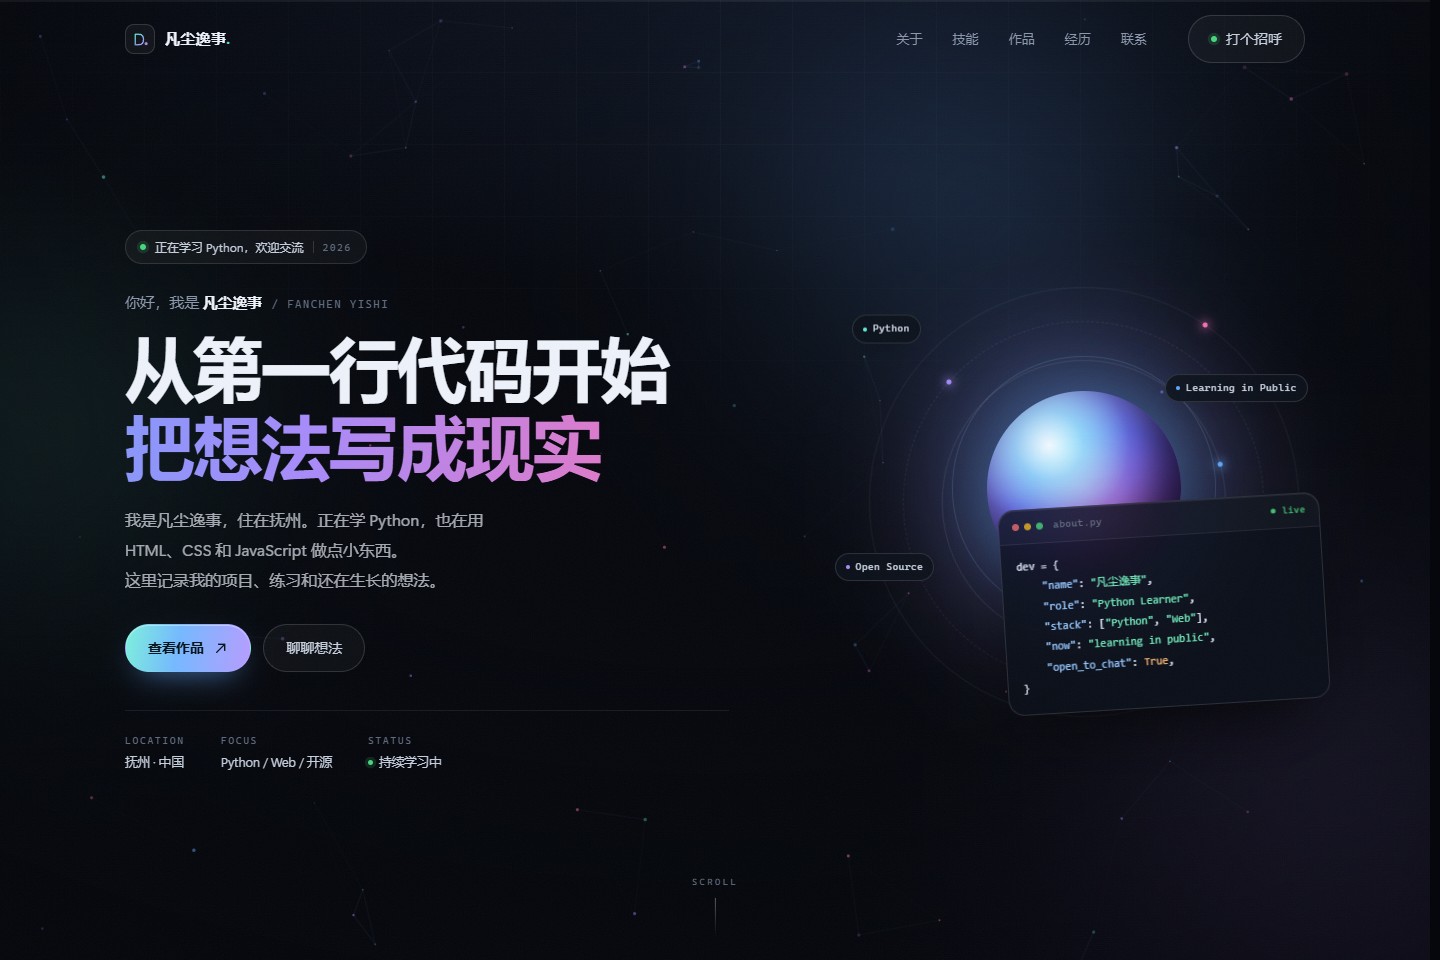 D.
凡尘逸事.
关于
技能
作品
经历
联系
打个招呼
正在学习 Python，欢迎交流 2026
你好，我是 凡尘逸事 / FANCHEN YISHI
从第一行代码开始
把想法写成现实
我是凡尘逸事，住在抚州。正在学 Python，也在用
HTML、CSS 和 JavaScript 做点小东西。
这里记录我的项目、练习和还在生长的想法。
查看作品
聊聊想法
LOCATION
抚州 · 中国
FOCUS
Python / Web / 开源
STATUS
持续学习中
Python
Learning in Public
Open Source
about.py
live
dev = {
"name": "凡尘逸事",
"role": "Python Learner",
"stack": ["Python", "Web"],
"now": "learning in public",
"open_to_chat": True,
}
SCROLL